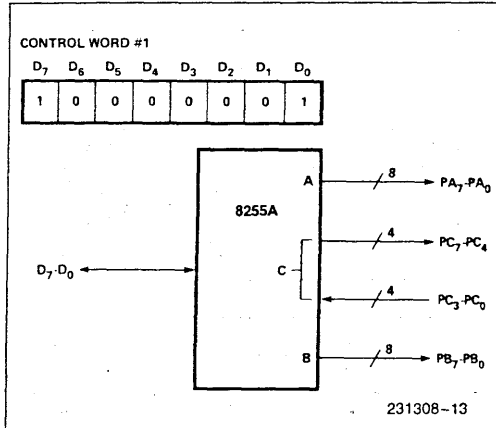 CONTROL WORD #1
D7 D6 D5 D4 D3 D2 D1 D0
1 0 0 0 0 0 0 1
A
8
PA7-PA0
8255A
4
PC7-PC4
D7-D0
C
4
PC3-PC0
B
8
PB7-PB0
231308-13